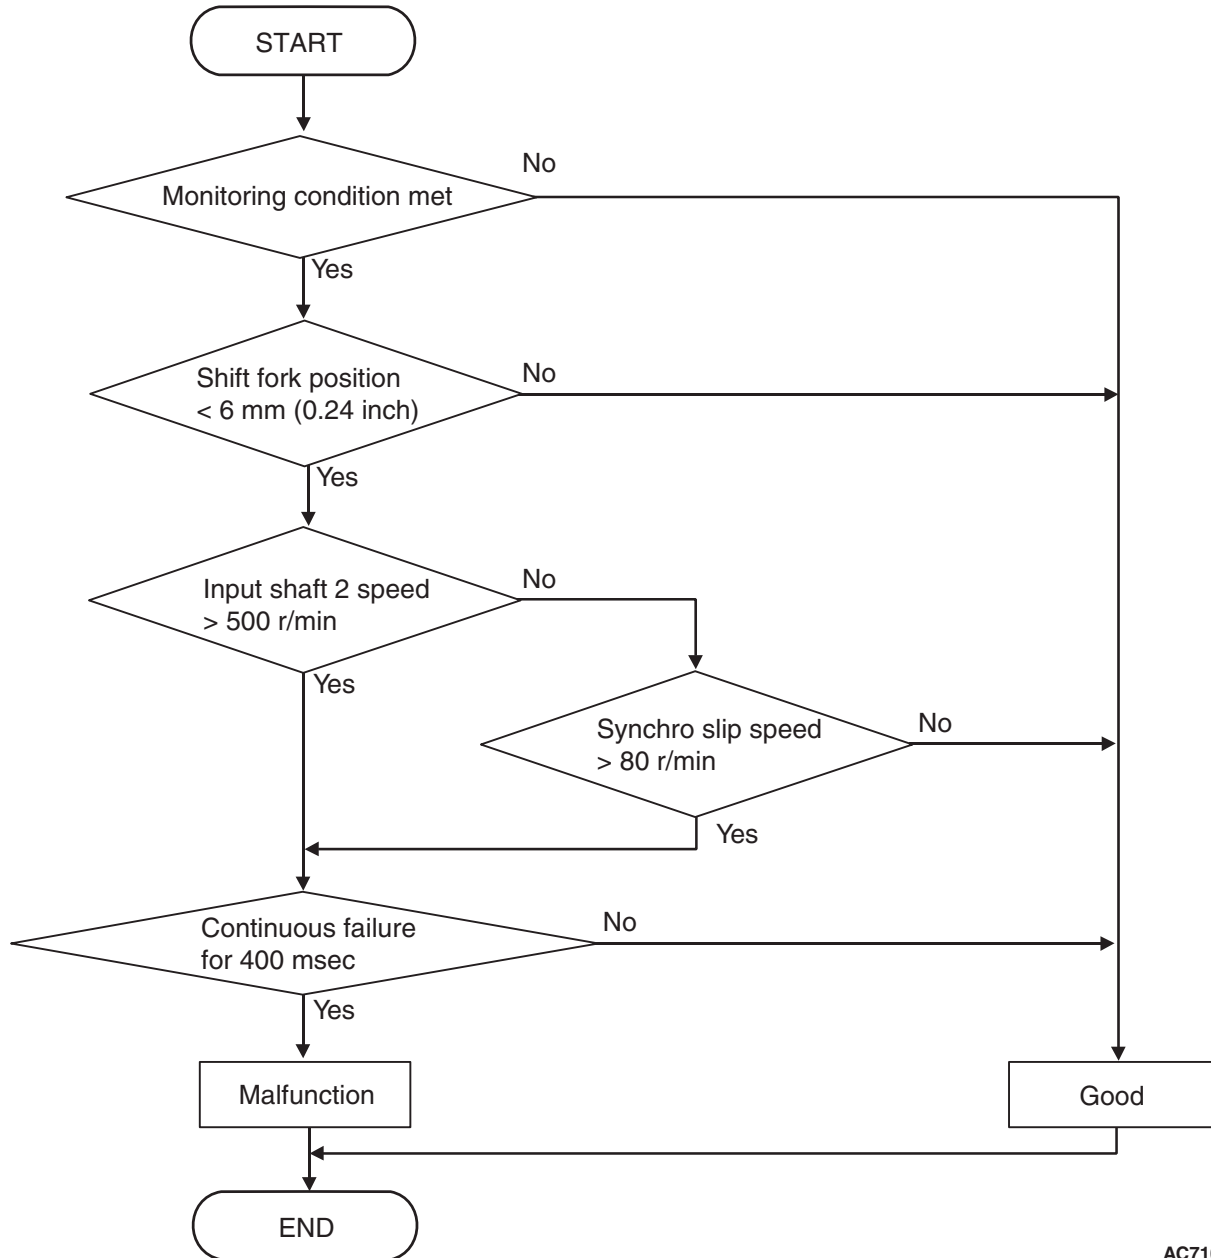 START
Monitoring condition met
No
Yes
Shift fork position
< 6 mm (0.24 inch)
No
Yes
Input shaft 2 speed
> 500 r/min
No
Yes
Synchro slip speed
> 80 r/min
No
Yes
Continuous failure
for 400 msec
No
Yes
Malfunction
Good
END